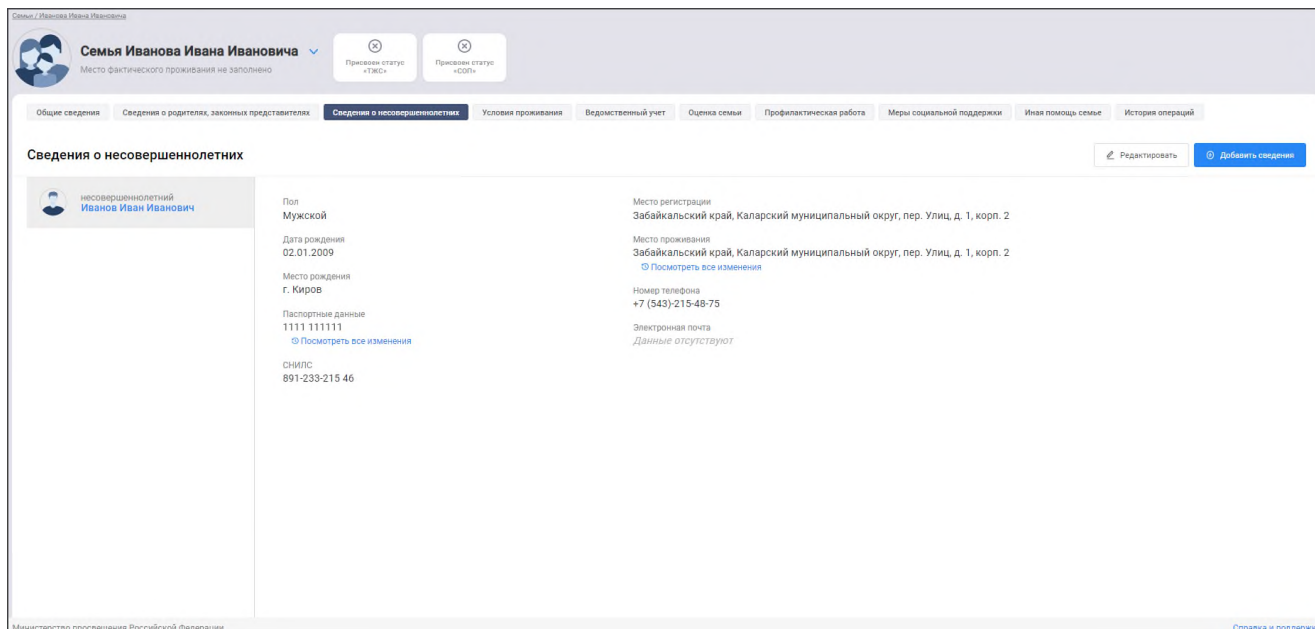 Семьи / Иванова Ивана Ивановича
Семья Иванова Ивана Ивановича
Место фактического проживания не заполнено
Присвоен статус
«ТЖС»
Присвоен статус
«СОП»
Общие сведения
Сведения о родителях, законных представителях
Сведения о несовершеннолетних
Условия проживания
Ведомственный учет
Оценка семьи
Профилактическая работа
Меры социальной поддержки
Иная помощь семье
История операций
Сведения о несовершеннолетних
Редактировать
Добавить сведения
несовершеннолетний
Иванов Иван Иванович
Пол
Мужской
Дата рождения
02.01.2009
Место рождения
г. Киров
Паспортные данные
1111 111111
Посмотреть все изменения
СНИЛС
891-233-215 46
Место регистрации
Забайкальский край, Каларский муниципальный округ, пер. Улиц, д. 1, корп. 2
Место проживания
Забайкальский край, Каларский муниципальный округ, пер. Улиц, д. 1, корп. 2
Посмотреть все изменения
Номер телефона
+7 (543)-215-48-75
Электронная почта
Данные отсутствуют
Министерство просвещения Российской Федерации
Справка и поддержк